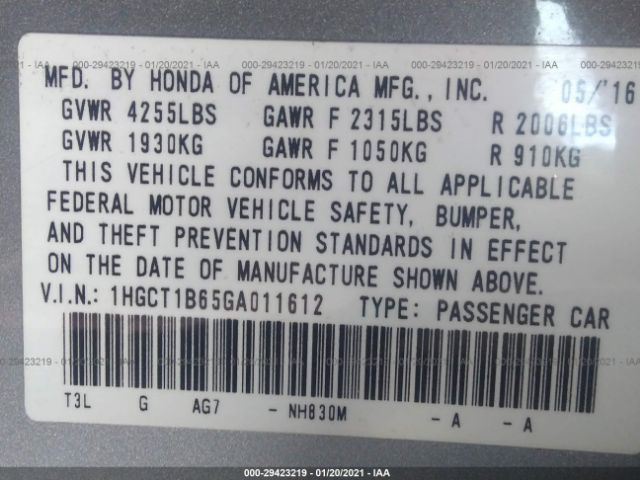 000-29423219 - 01/20/2021 - IAA
MFD. BY HONDA OF AMERICA MFG., INC. 05/'16
GVWR 4255LBS GAWR F 2315LBS R 2006LBS
GVWR 1930KG GAWR F 1050KG R 910KG
THIS VEHICLE CONFORMS TO ALL APPLICABLE
FEDERAL MOTOR VEHICLE SAFETY, BUMPER,
AND THEFT PREVENTION STANDARDS IN EFFECT
ON THE DATE OF MANUFACTURE SHOWN ABOVE.
V.I.N.: 1HGCT1B65GA011612 TYPE: PASSENGER CAR
T3L G AG7 - NH830M - A - A
000-29423219 - 01/20/2021 - IAA